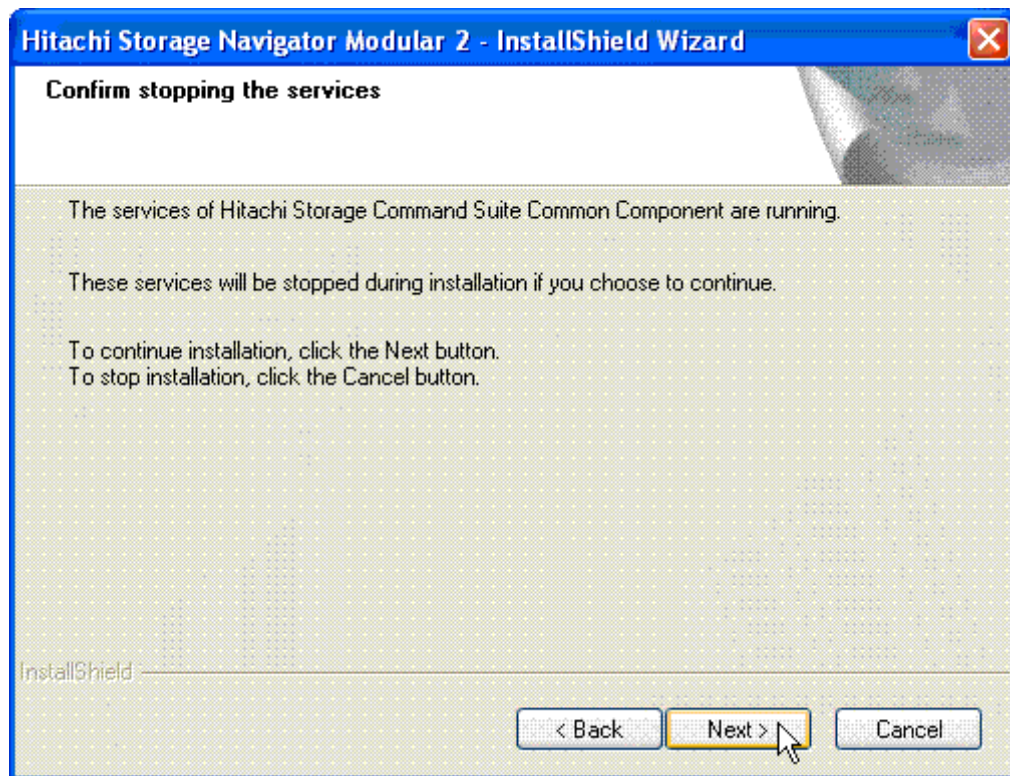 Hitachi Storage Navigator Modular 2 - InstallShield Wizard
Confirm stopping the services
The services of Hitachi Storage Command Suite Common Component are running.
These services will be stopped during installation if you choose to continue.
To continue installation, click the Next button.
To stop installation, click the Cancel button.
InstallShield
< Back Next > Cancel